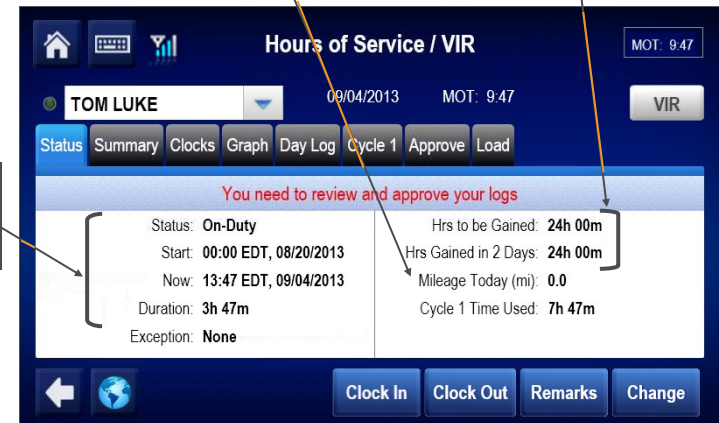 Hours of Service / VIR
MOT: 9:47
TOM LUKE
09/04/2013 MOT: 9:47
VIR
Status Summary Clocks Graph Day Log Cycle 1 Approve Load
You need to review and approve your logs
Status: On-Duty
Start: 00:00 EDT, 08/20/2013
Now: 13:47 EDT, 09/04/2013
Duration: 3h 47m
Exception: None
Hrs to be Gained: 24h 00m
Hrs Gained in 2 Days: 24h 00m
Mileage Today (mi): 0.0
Cycle 1 Time Used: 7h 47m
Clock In Clock Out Remarks Change